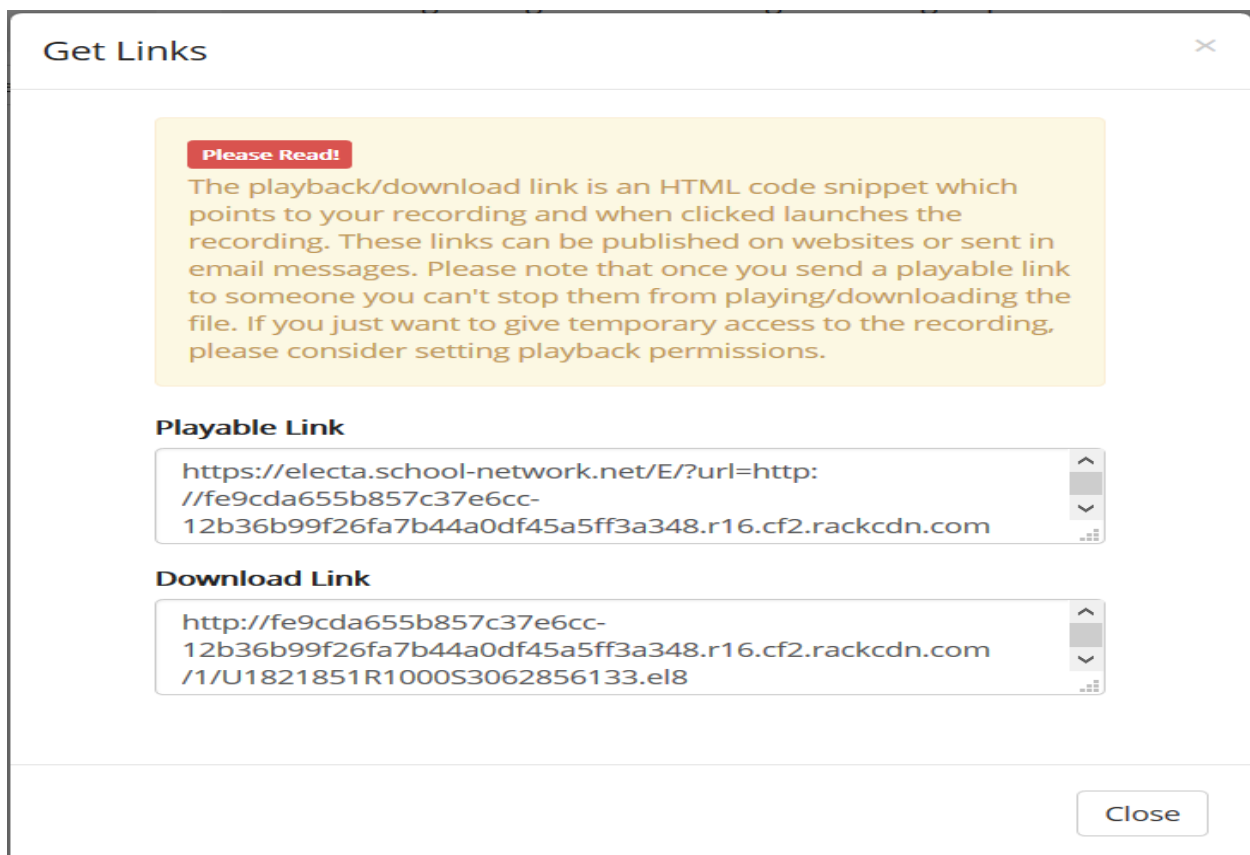 Get Links
×
Please Read!
The playback/download link is an HTML code snippet which
points to your recording and when clicked launches the
recording. These links can be published on websites or sent in
email messages. Please note that once you send a playable link
to someone you can't stop them from playing/downloading the
file. If you just want to give temporary access to the recording,
please consider setting playback permissions.
Playable Link
https://electa.school-network.net/E/?url=http:
//fe9cda655b857c37e6cc-
12b36b99f26fa7b44a0df45a5ff3a348.r16.cf2.rackcdn.com
Download Link
http://fe9cda655b857c37e6cc-
12b36b99f26fa7b44a0df45a5ff3a348.r16.cf2.rackcdn.com
/1/U1821851R1000S3062856133.el8
Close